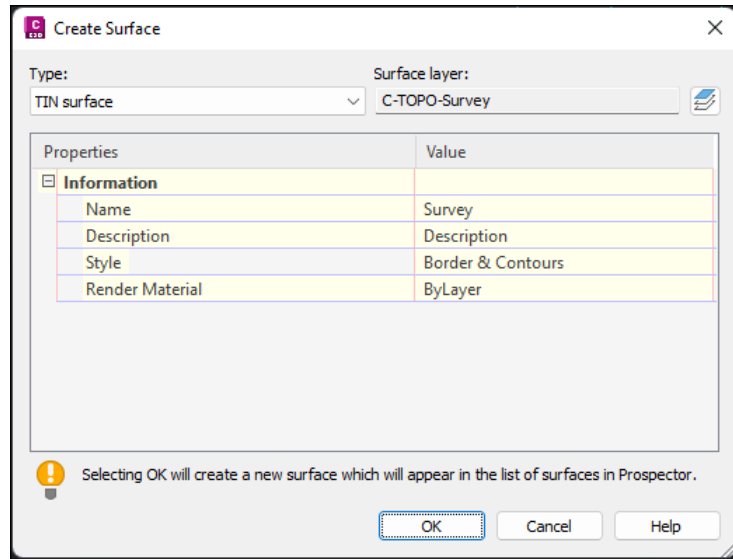 C
C3D
Create Surface
Type:
Surface layer:
TIN surface
C-TOPO-Survey
Properties
Value
Information
Name
Survey
Description
Description
Style
Border & Contours
Render Material
ByLayer
Selecting OK will create a new surface which will appear in the list of surfaces in Prospector.
OK
Cancel
Help